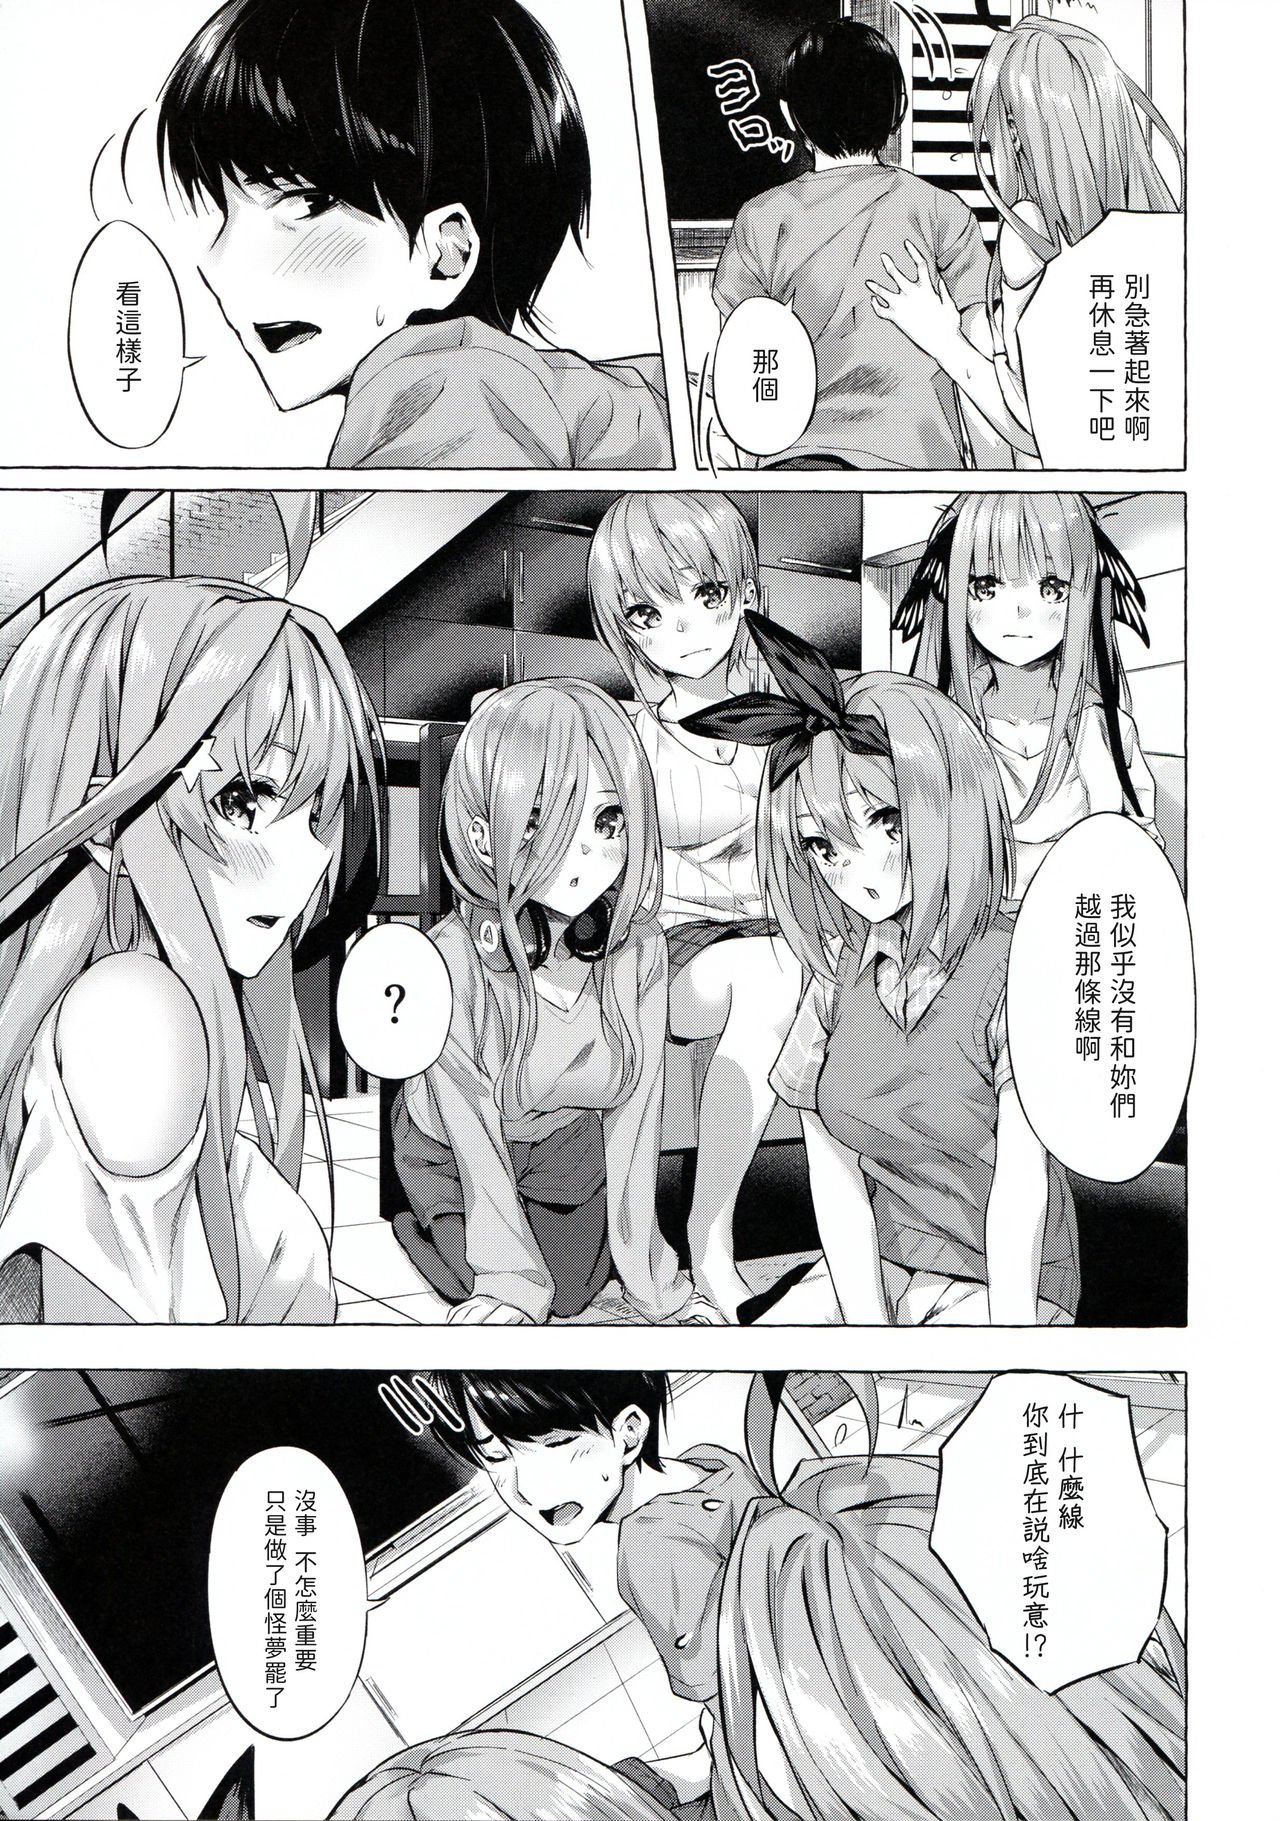 別急著起來啊
再休息一下吧
ヨロッ
那個
看這樣子
我似乎沒有和妳們
越過那條線啊
?
什 什麼線
你到底在説啥玩意!?
沒事 不怎麼重要
只是做了個怪夢罷了